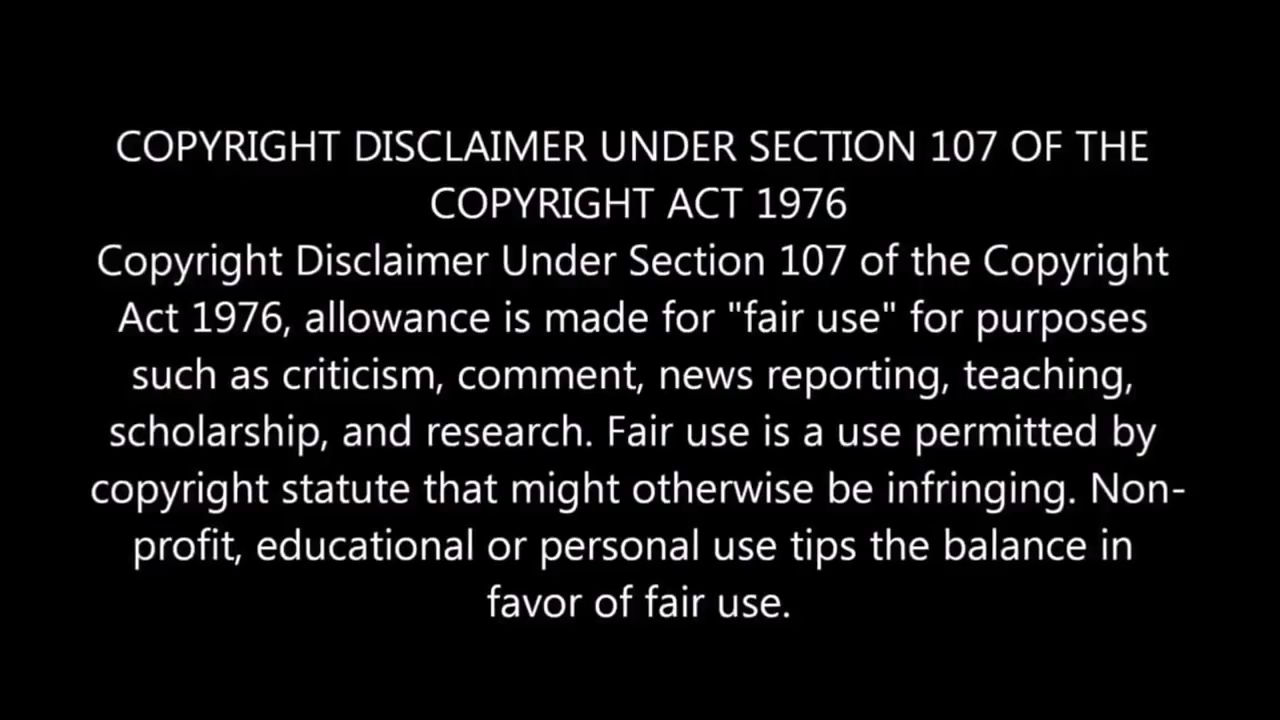 COPYRIGHT DISCLAIMER UNDER SECTION 107 OF THE
COPYRIGHT ACT 1976
Copyright Disclaimer Under Section 107 of the Copyright
Act 1976, allowance is made for "fair use" for purposes
such as criticism, comment, news reporting, teaching,
scholarship, and research. Fair use is a use permitted by
copyright statute that might otherwise be infringing. Non-
profit, educational or personal use tips the balance in
favor of fair use.